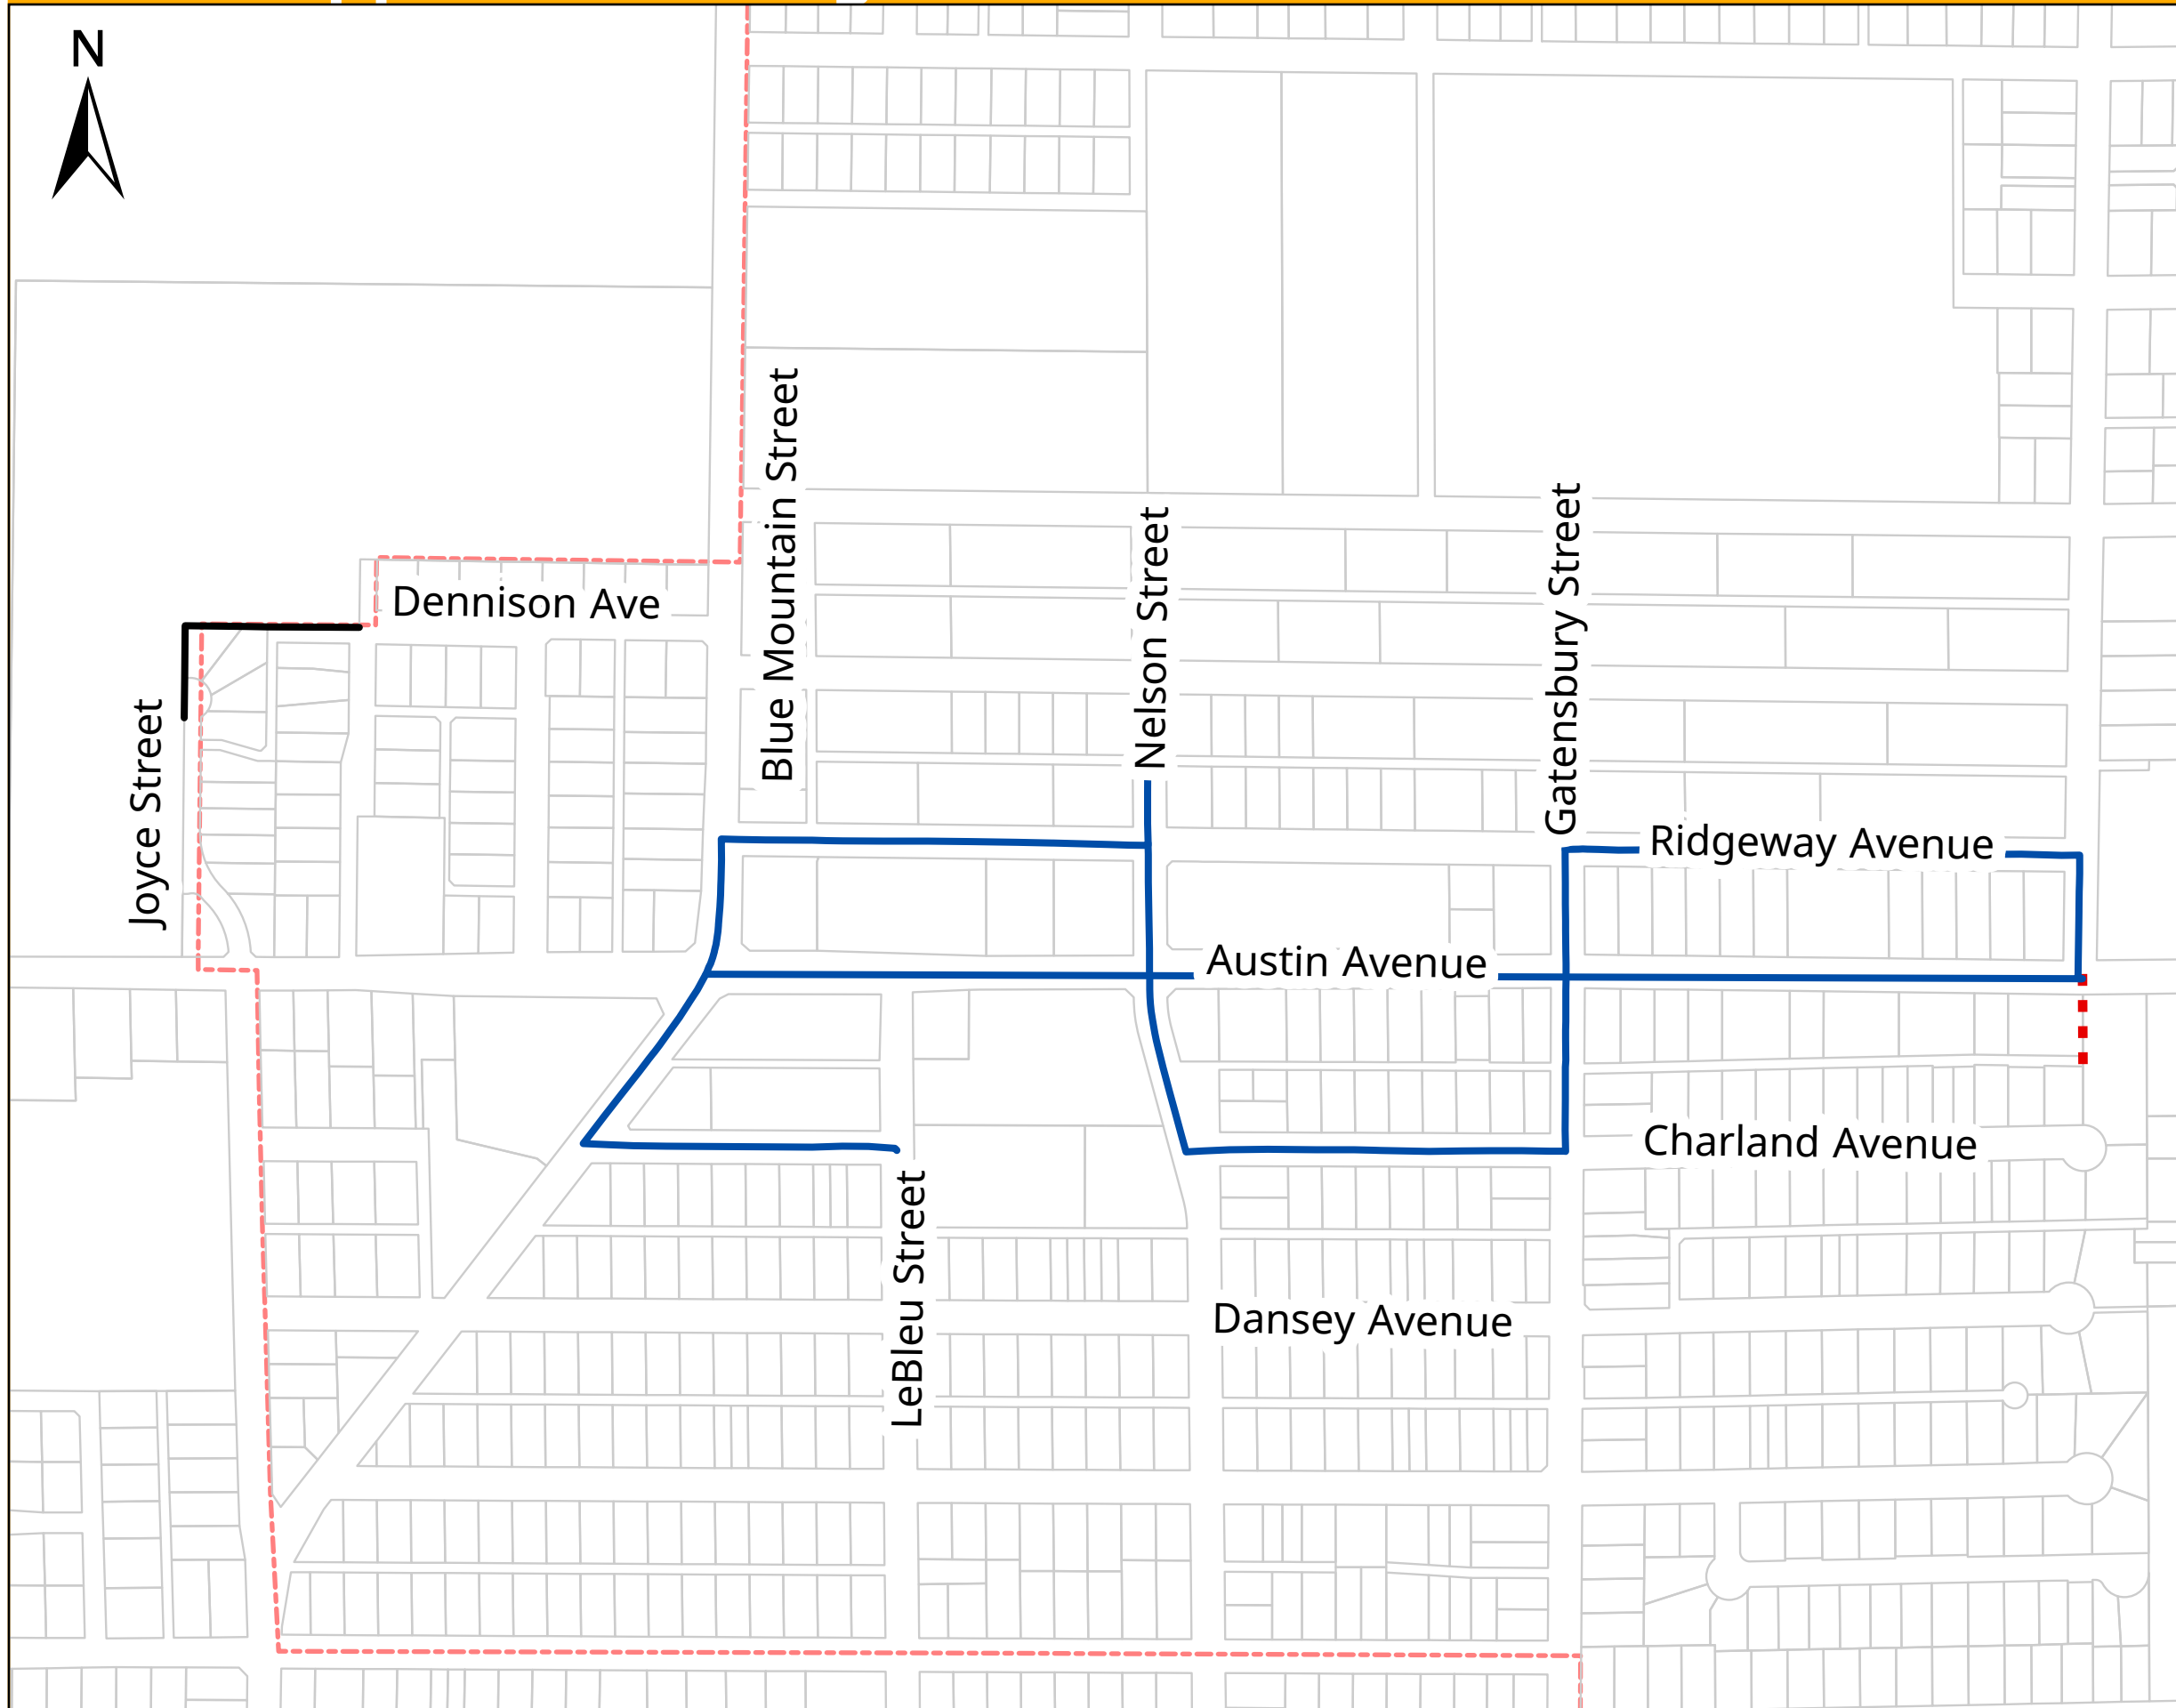 N
Blue Mountain Street
Nelson Street
Gatensbury Street
Dennison Ave
Joyce Street
Ridgeway Avenue
Austin Avenue
Charland Avenue
LeBleu Street
Dansey Avenue